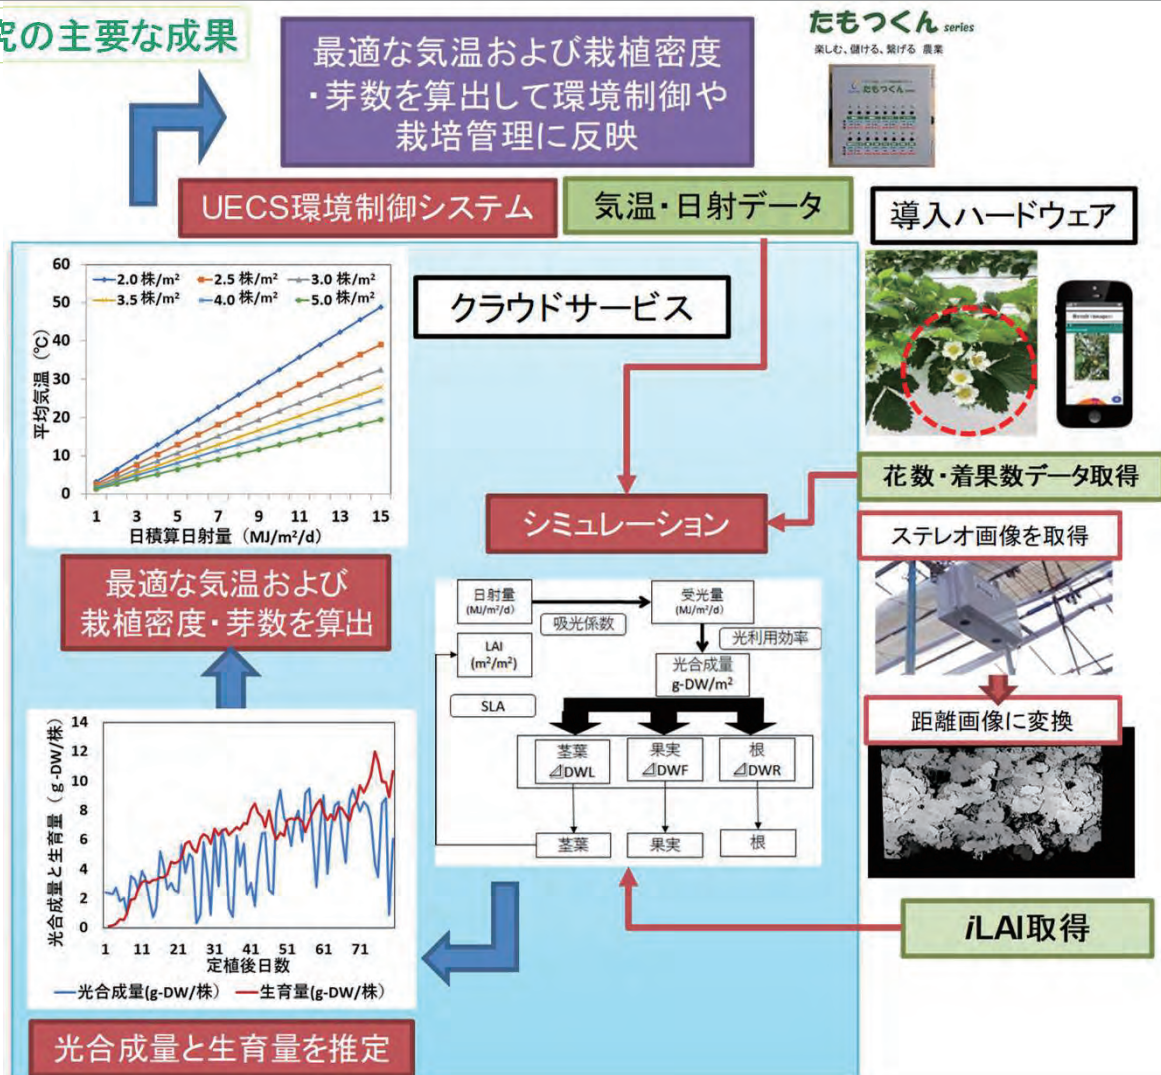 究の主要な成果
最適な気温および栽植密度
・芽数を算出して環境制御や
栽培管理に反映
たもつくん series
楽しむ、儲ける、繋げる 農業
たもつくん
UECS環境制御システム
気温・日射データ
導入ハードウェア
クラウドサービス
2.0 株/m² 2.5 株/m² 3.0 株/m²
3.5 株/m² 4.0 株/m² 5.0 株/m²
平均気温（℃）
60
50
40
30
20
10
0
1 3 5 7 9 11 13 15
日積算日射量（MJ/m²/d）
花数・着果数データ取得
シミュレーション
ステレオ画像を取得
最適な気温および
栽植密度・芽数を算出
日射量
(MJ/m²/d)
受光量
(MJ/m²/d)
吸光係数
光利用効率
LAI
(m²/m²)
光合成量
g-DW/m²
SLA
茎葉
⊿DWL
果実
⊿DWF
根
⊿DWR
茎葉
果実
根
距離画像に変換
iLAI取得
光合成量と生育量（g-DW/株）
14
12
10
8
6
4
2
0
1 11 21 31 41 51 61 71
定植後日数
光合成量(g-DW/株) 生育量(g-DW/株)
光合成量と生育量を推定